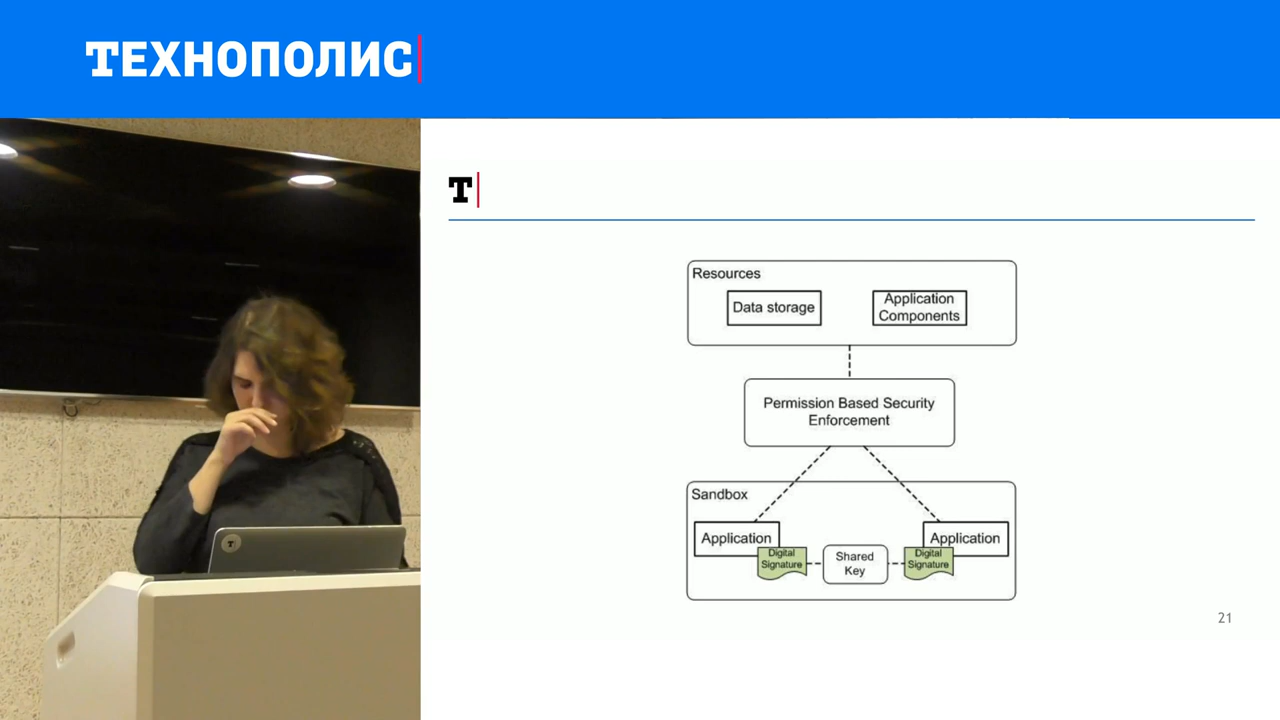 ТЕХНОПОЛИС
T
Resources
Data storage
Application
Components
Permission Based Security
Enforcement
Sandbox
Application
Application
Digital
Signature
Shared
Key
Digital
Signature
21
T